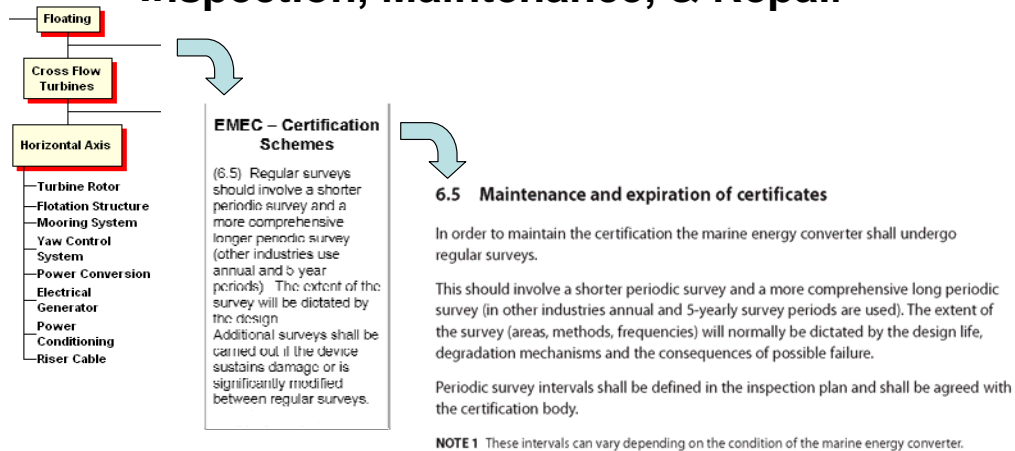 Inspection, Maintenance, & Repair
Floating
Cross Flow
Turbines
Horizontal Axis
Turbine Rotor
Flotation Structure
Mooring System
Yaw Control
System
Power Conversion
Electrical
Generator
Power
Conditioning
Riser Cable
EMEC – Certification
Schemes
(6.5) Regular surveys
should involve a shorter
periodic survey and a
more comprehensive
longer periodic survey
(other industries use
annual and 5 year
periods) The extent of the
survey will be dictated by
the design
Additional surveys shall be
carried out if the device
sustains damage or is
significantly modified
between regular surveys.
6.5 Maintenance and expiration of certificates
In order to maintain the certification the marine energy converter shall undergo
regular surveys.
This should involve a shorter periodic survey and a more comprehensive long periodic
survey (in other industries annual and 5-yearly survey periods are used). The extent of
the survey (areas, methods, frequencies) will normally be dictated by the design life,
degradation mechanisms and the consequences of possible failure.
Periodic survey intervals shall be defined in the inspection plan and shall be agreed with
the certification body.
NOTE 1 These intervals can vary depending on the condition of the marine energy converter.